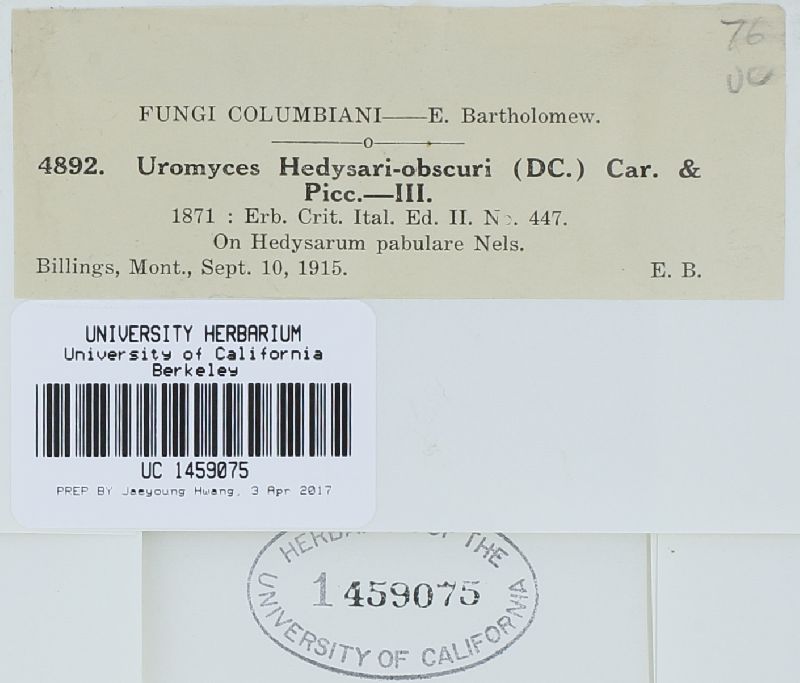 76
UC
FUNGI COLUMBIANI——E. Bartholomew.
4892. Uromyces Hedysari-obscuri (DC.) Car. &
Picc.—III.
1871 : Erb. Crit. Ital. Ed. II. No. 447.
On Hedysarum pabulare Nels.
Billings, Mont., Sept. 10, 1915. E. B.
UNIVERSITY HERBARIUM
University of California
Berkeley
UC 1459075
PREP BY Jaeyoung Hwang, 3 Apr 2017
HERBARIUM OF THE
1459075
UNIVERSITY OF CALIFORNIA